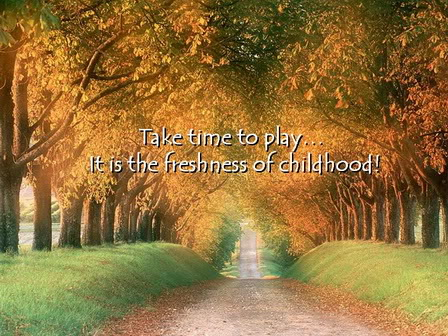 Take time to play...
It is the freshness of childhood!